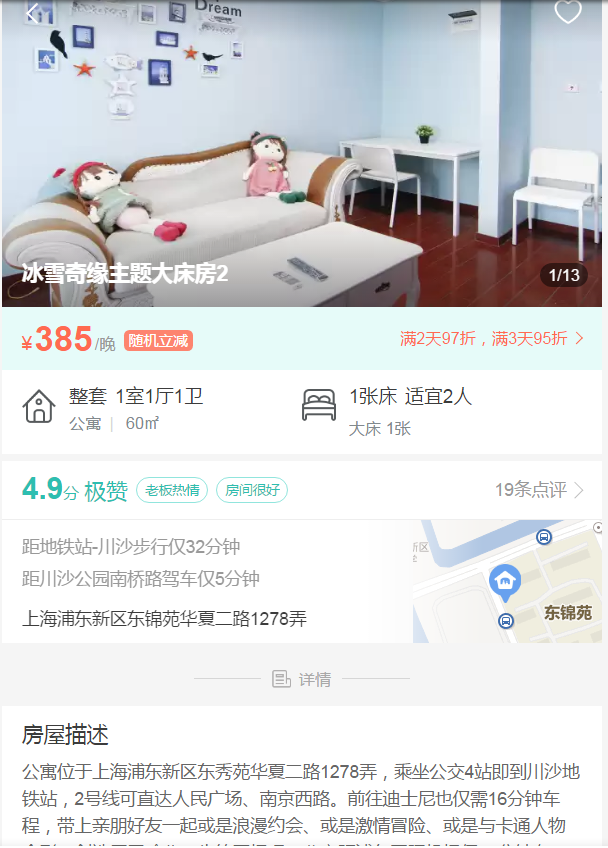 Dream
冰雪奇缘主题大床房2
1/13
¥385/晚 随机立减
满2天97折，满3天95折
整套 1室1厅1卫
公寓 | 60㎡
1张床 适宜2人
大床 1张
4.9分 极赞 老板热情 房间很好
19条点评
距地铁站-川沙步行仅32分钟
距川沙公园南桥路驾车仅5分钟
上海浦东新区东锦苑华夏二路1278弄
东锦苑
详情
房屋描述
公寓位于上海浦东新区东秀苑华夏二路1278弄，乘坐公交4站即到川沙地
铁站，2号线可直达人民广场、南京西路。前往迪士尼也仅需16分钟车
程，带上亲朋好友一起或是浪漫约会、或是激情冒险、或是与卡通人物